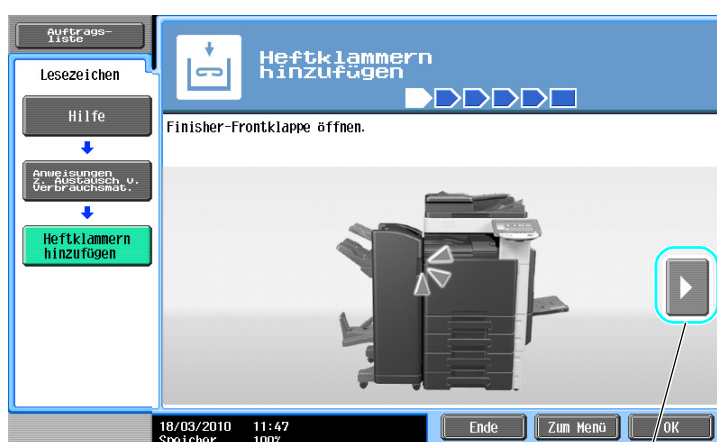 Auftrags-
liste
Lesezeichen
Hilfe
Anweisungen
z. Austausch v.
Verbrauchsmat.
Heftklammern
hinzufügen
Heftklammern
hinzufügen
Finisher-Frontklappe öffnen.
18/03/2010 11:47
Speicher 100%
Ende
Zum Menü
OK